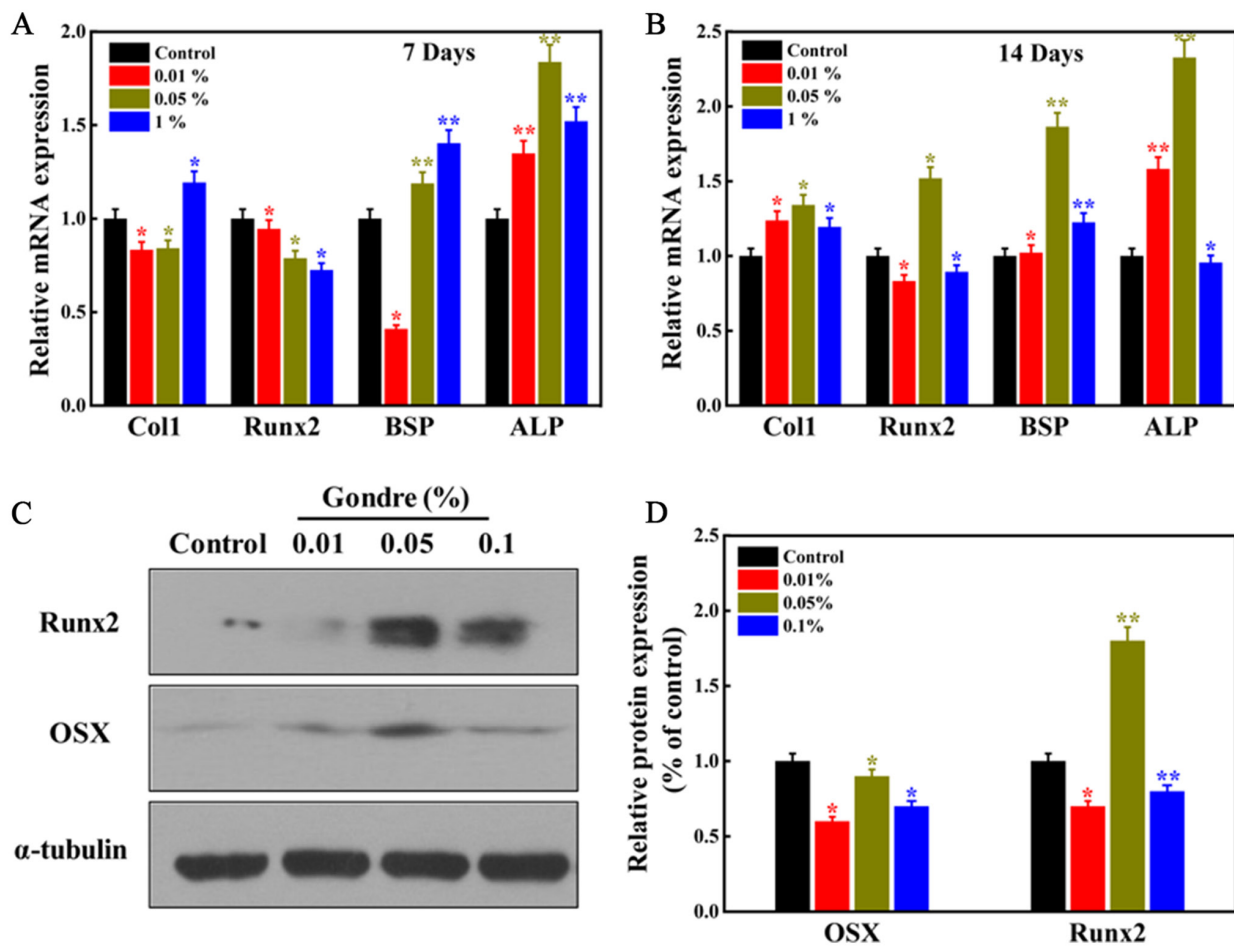 A
7 Days
Control
0.01 %
0.05 %
1 %
Relative mRNA expression
2.0
1.5
1.0
0.5
0.0
* * *
* * *
* ** **
** ** **
Col1 Runx2 BSP ALP
B
14 Days
Control
0.01 %
0.05 %
1 %
Relative mRNA expression
2.5
2.0
1.5
1.0
0.5
0.0
* * *
* * *
* ** **
** ** *
Col1 Runx2 BSP ALP
C
Gondre (%)
Control 0.01 0.05 0.1
Runx2
OSX
α-tubulin
D
Control
0.01%
0.05%
0.1%
Relative protein expression
(% of control)
2.5
2.0
1.5
1.0
0.5
0.0
* * *
* ** **
OSX Runx2